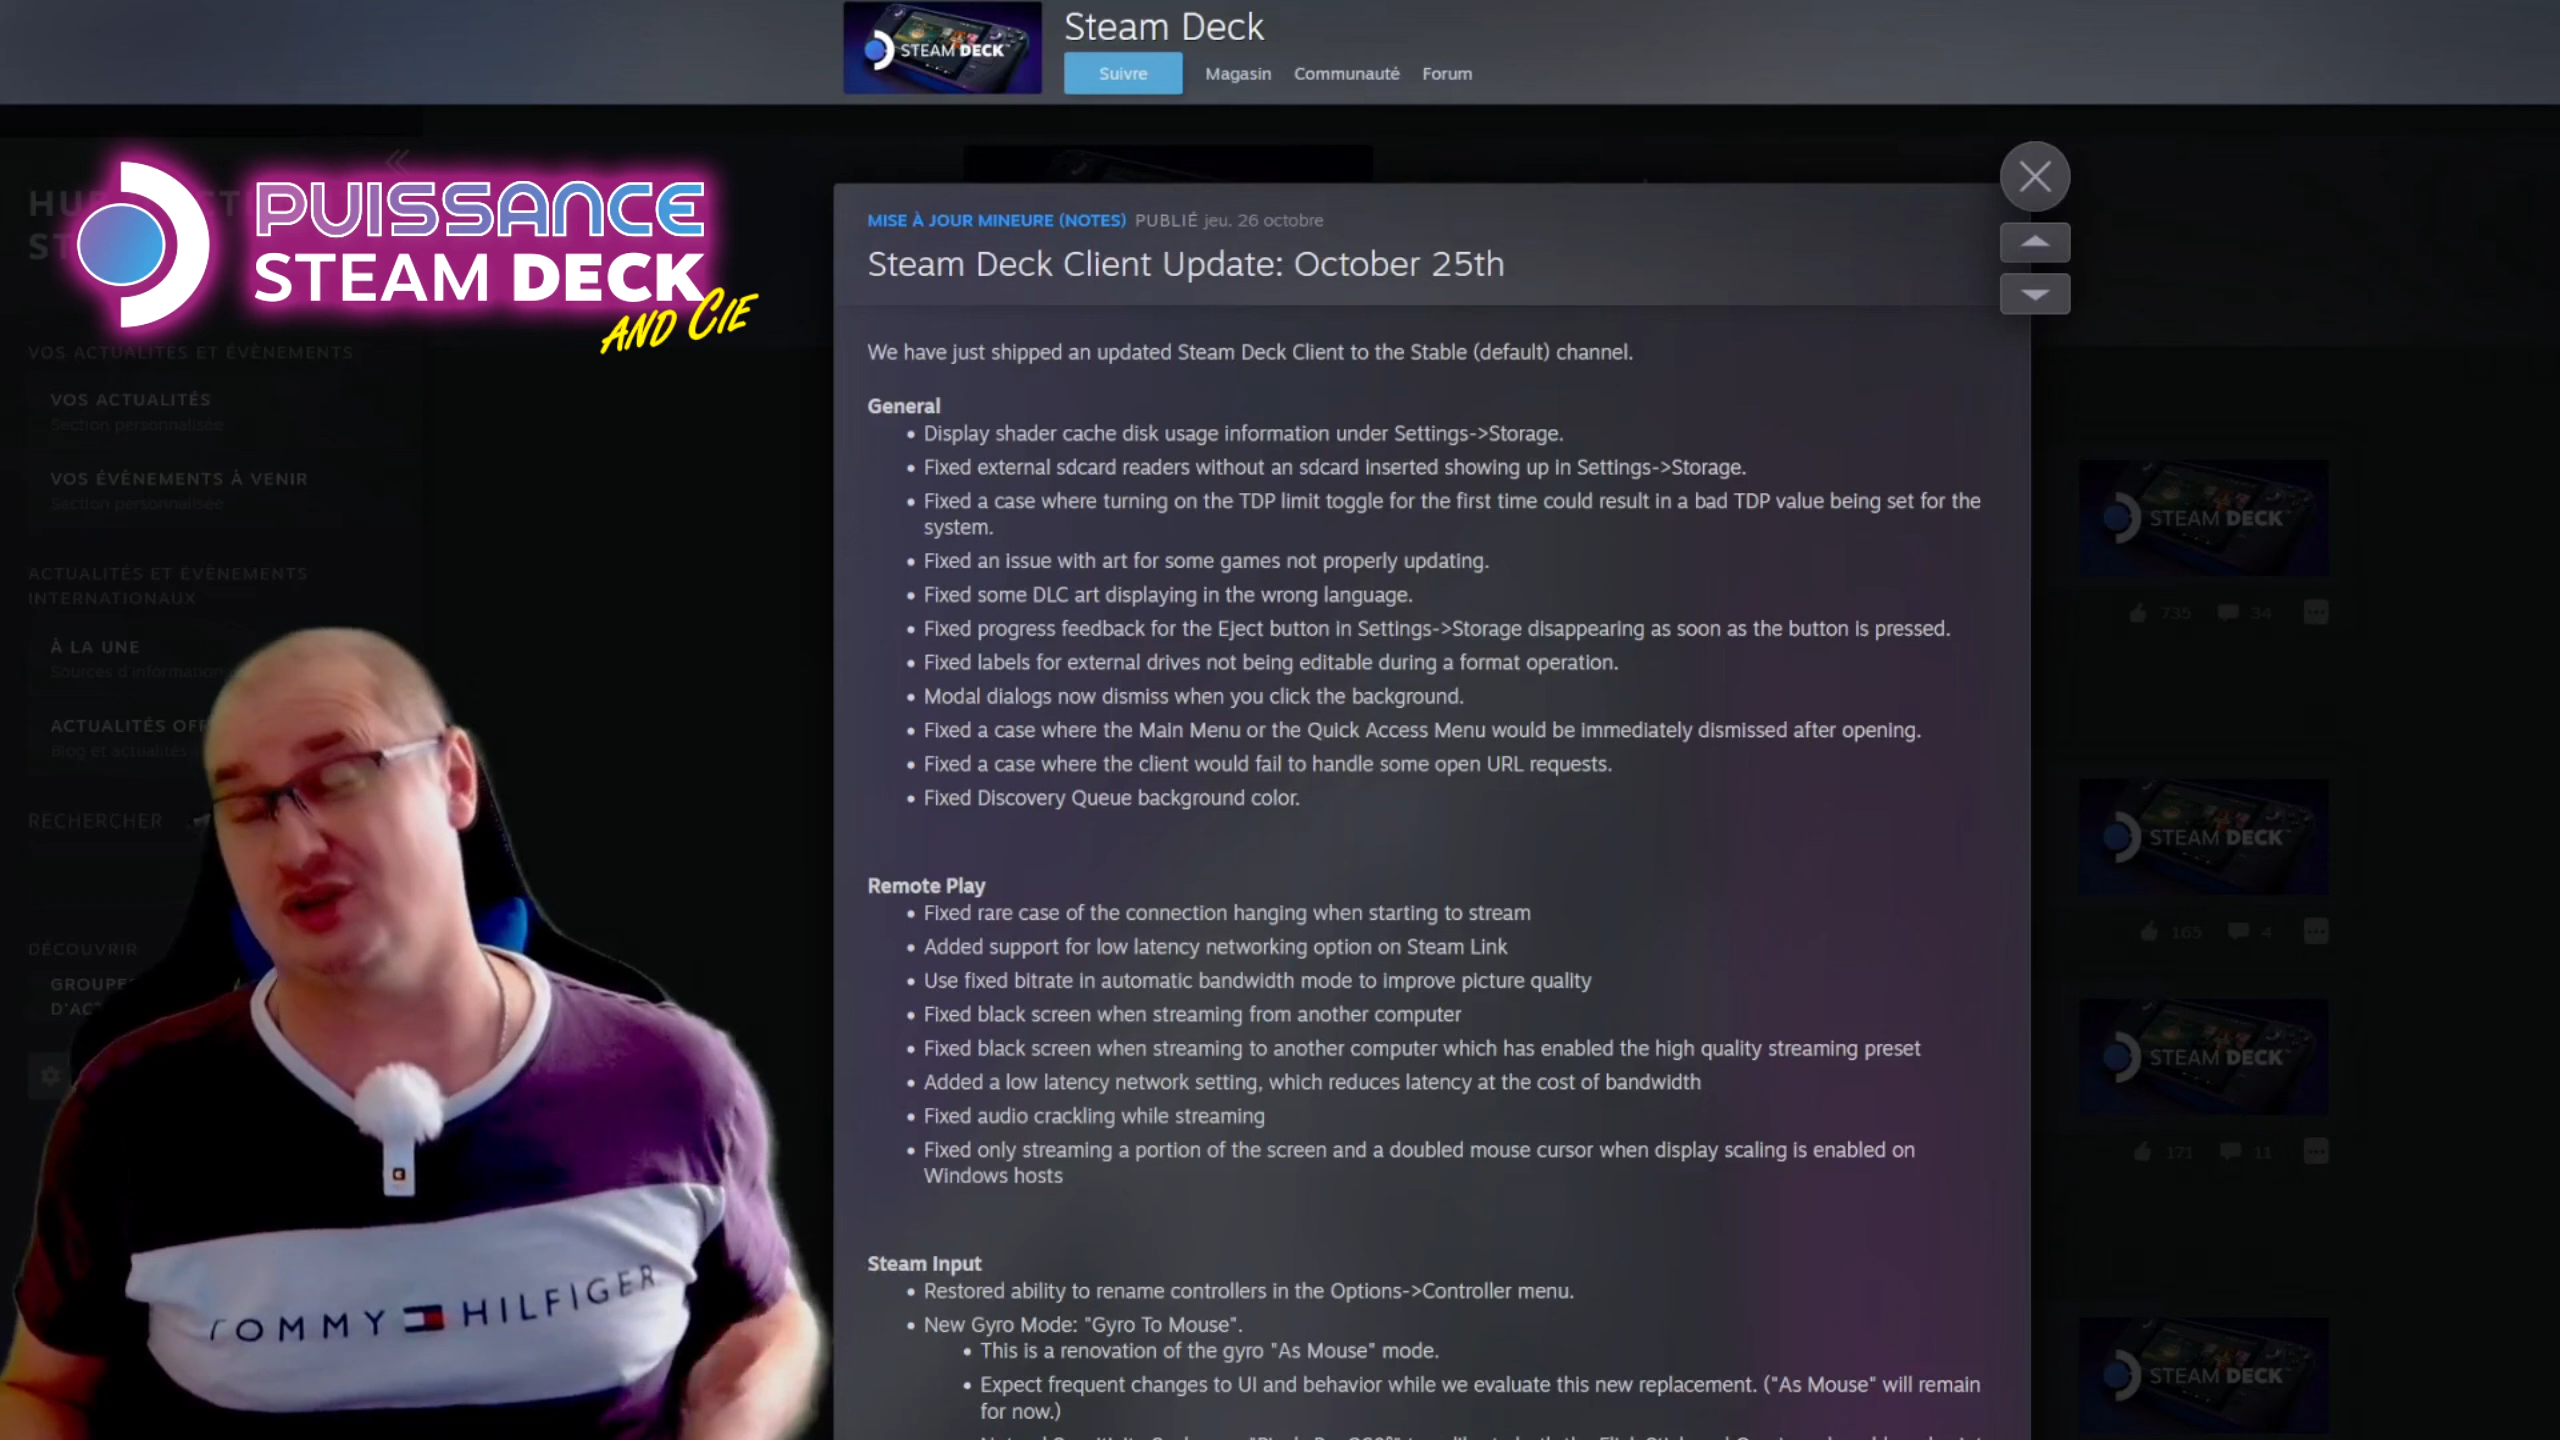 Steam Deck
STEAM DECK
Suivre Magasin Communauté Forum
PUISSANCE
STEAM DECK
AND CIE
VOS ACTUALITÉS ET ÉVÈNEMENTS
VOS ACTUALITÉS
Section personnalisée
VOS ÉVÈNEMENTS À VENIR
Section personnalisée
ACTUALITÉS ET ÉVÈNEMENTS
INTERNATIONAUX
À LA UNE
Sources d'information
ACTUALITÉS
Blog et actualités
RECHERCHER
DÉCOUVRIR
TOMMY HILFIGER
MISE À JOUR MINEURE (NOTES) PUBLIÉ jeu. 26 octobre
Steam Deck Client Update: October 25th
We have just shipped an updated Steam Deck Client to the Stable (default) channel.
General
• Display shader cache disk usage information under Settings->Storage.
• Fixed external sdcard readers without an sdcard inserted showing up in Settings->Storage.
• Fixed a case where turning on the TDP limit toggle for the first time could result in a bad TDP value being set for the
system.
• Fixed an issue with art for some games not properly updating.
• Fixed some DLC art displaying in the wrong language.
• Fixed progress feedback for the Eject button in Settings->Storage disappearing as soon as the button is pressed.
• Fixed labels for external drives not being editable during a format operation.
• Modal dialogs now dismiss when you click the background.
• Fixed a case where the Main Menu or the Quick Access Menu would be immediately dismissed after opening.
• Fixed a case where the client would fail to handle some open URL requests.
• Fixed Discovery Queue background color.
Remote Play
• Fixed rare case of the connection hanging when starting to stream
• Added support for low latency networking option on Steam Link
• Use fixed bitrate in automatic bandwidth mode to improve picture quality
• Fixed black screen when streaming from another computer
• Fixed black screen when streaming to another computer which has enabled the high quality streaming preset
• Added a low latency network setting, which reduces latency at the cost of bandwidth
• Fixed audio crackling while streaming
• Fixed only streaming a portion of the screen and a doubled mouse cursor when display scaling is enabled on
Windows hosts
Steam Input
• Restored ability to rename controllers in the Options->Controller menu.
• New Gyro Mode: "Gyro To Mouse".
• This is a renovation of the gyro "As Mouse" mode.
• Expect frequent changes to UI and behavior while we evaluate this new replacement. ("As Mouse" will remain
for now.)
STEAM DECK
735 34
STEAM DECK
165 4
STEAM DECK
171 11
STEAM DECK